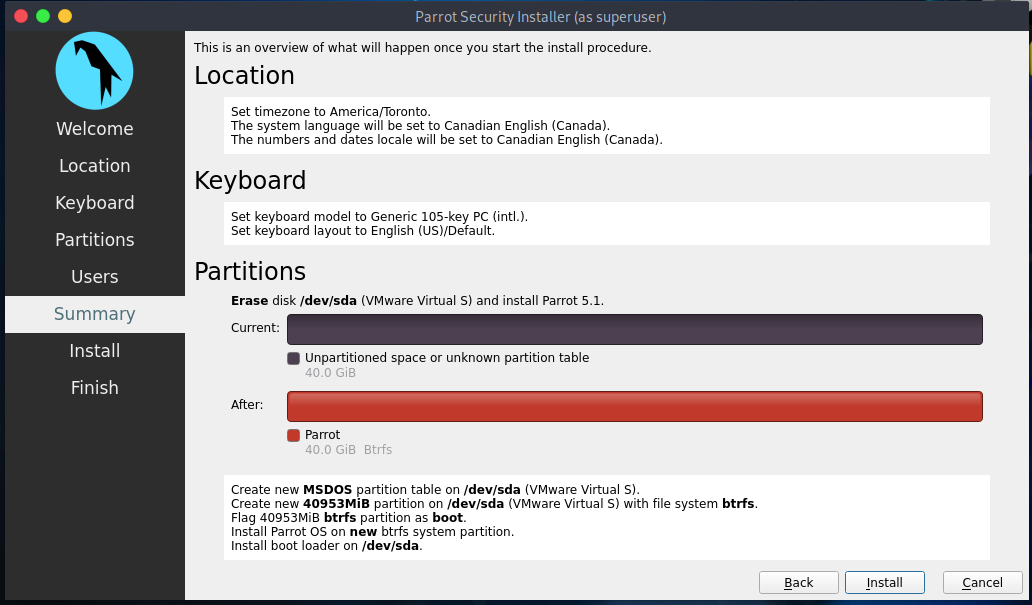 Parrot Security Installer (as superuser)
Welcome
Location
Keyboard
Partitions
Users
Summary
Install
Finish
This is an overview of what will happen once you start the install procedure.
Location
Set timezone to America/Toronto.
The system language will be set to Canadian English (Canada).
The numbers and dates locale will be set to Canadian English (Canada).
Keyboard
Set keyboard model to Generic 105-key PC (intl.).
Set keyboard layout to English (US)/Default.
Partitions
Erase disk /dev/sda (VMware Virtual S) and install Parrot 5.1.
Current:
Unpartitioned space or unknown partition table
40.0 GiB
After:
Parrot
40.0 GiB Btrfs
Create new MSDOS partition table on /dev/sda (VMware Virtual S).
Create new 40953MiB partition on /dev/sda (VMware Virtual S) with file system btrfs.
Flag 40953MiB btrfs partition as boot.
Install Parrot OS on new btrfs system partition.
Install boot loader on /dev/sda.
Back
Install
Cancel